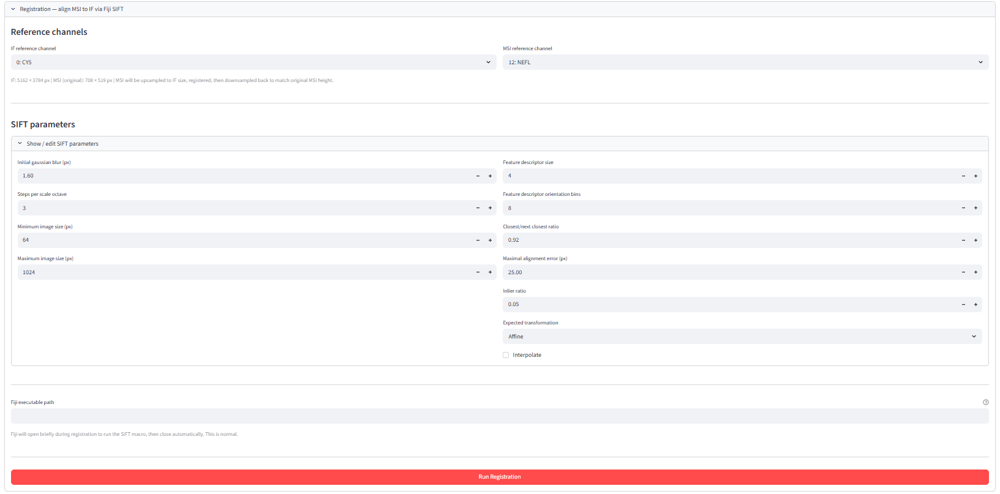 Registration — align MSI to IF via Fiji SIFT
Reference channels
IF reference channel
0: CY5
MSI reference channel
12: NEFL
IF: 5162 × 3784 px | MSI (original): 708 × 519 px | MSI will be upsampled to IF size, registered, then downsampled back to match original MSI height.
SIFT parameters
Show / edit SIFT parameters
Initial gaussian blur (px)
1.60
Steps per scale octave
3
Minimum image size (px)
64
Maximum image size (px)
1024
Feature descriptor size
4
Feature descriptor orientation bins
8
Closest/next closest ratio
0.92
Maximal alignment error (px)
25.00
Inlier ratio
0.05
Expected transformation
Affine
Interpolate
Fiji executable path
Fiji will open briefly during registration to run the SIFT macro, then close automatically. This is normal.
Run Registration